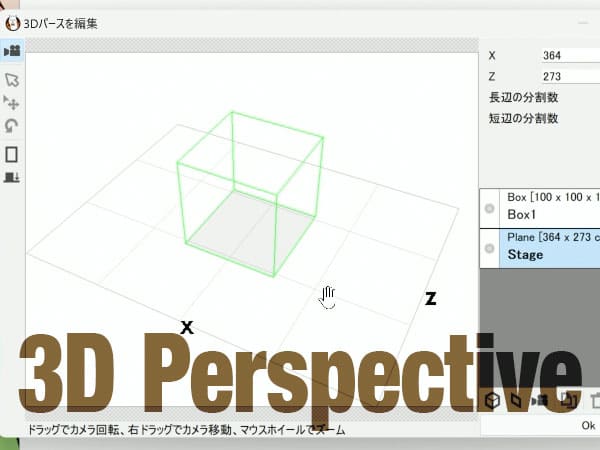 3Dパースを編集
X 364
Z 273
長辺の分割数
短辺の分割数
Box [100 x 100 x 1
Box1
Plane [364 x 273 c
Stage
Z
X
3D Perspective
ドラッグでカメラ回転、右ドラッグでカメラ移動、マウスホイールでズーム
Ok